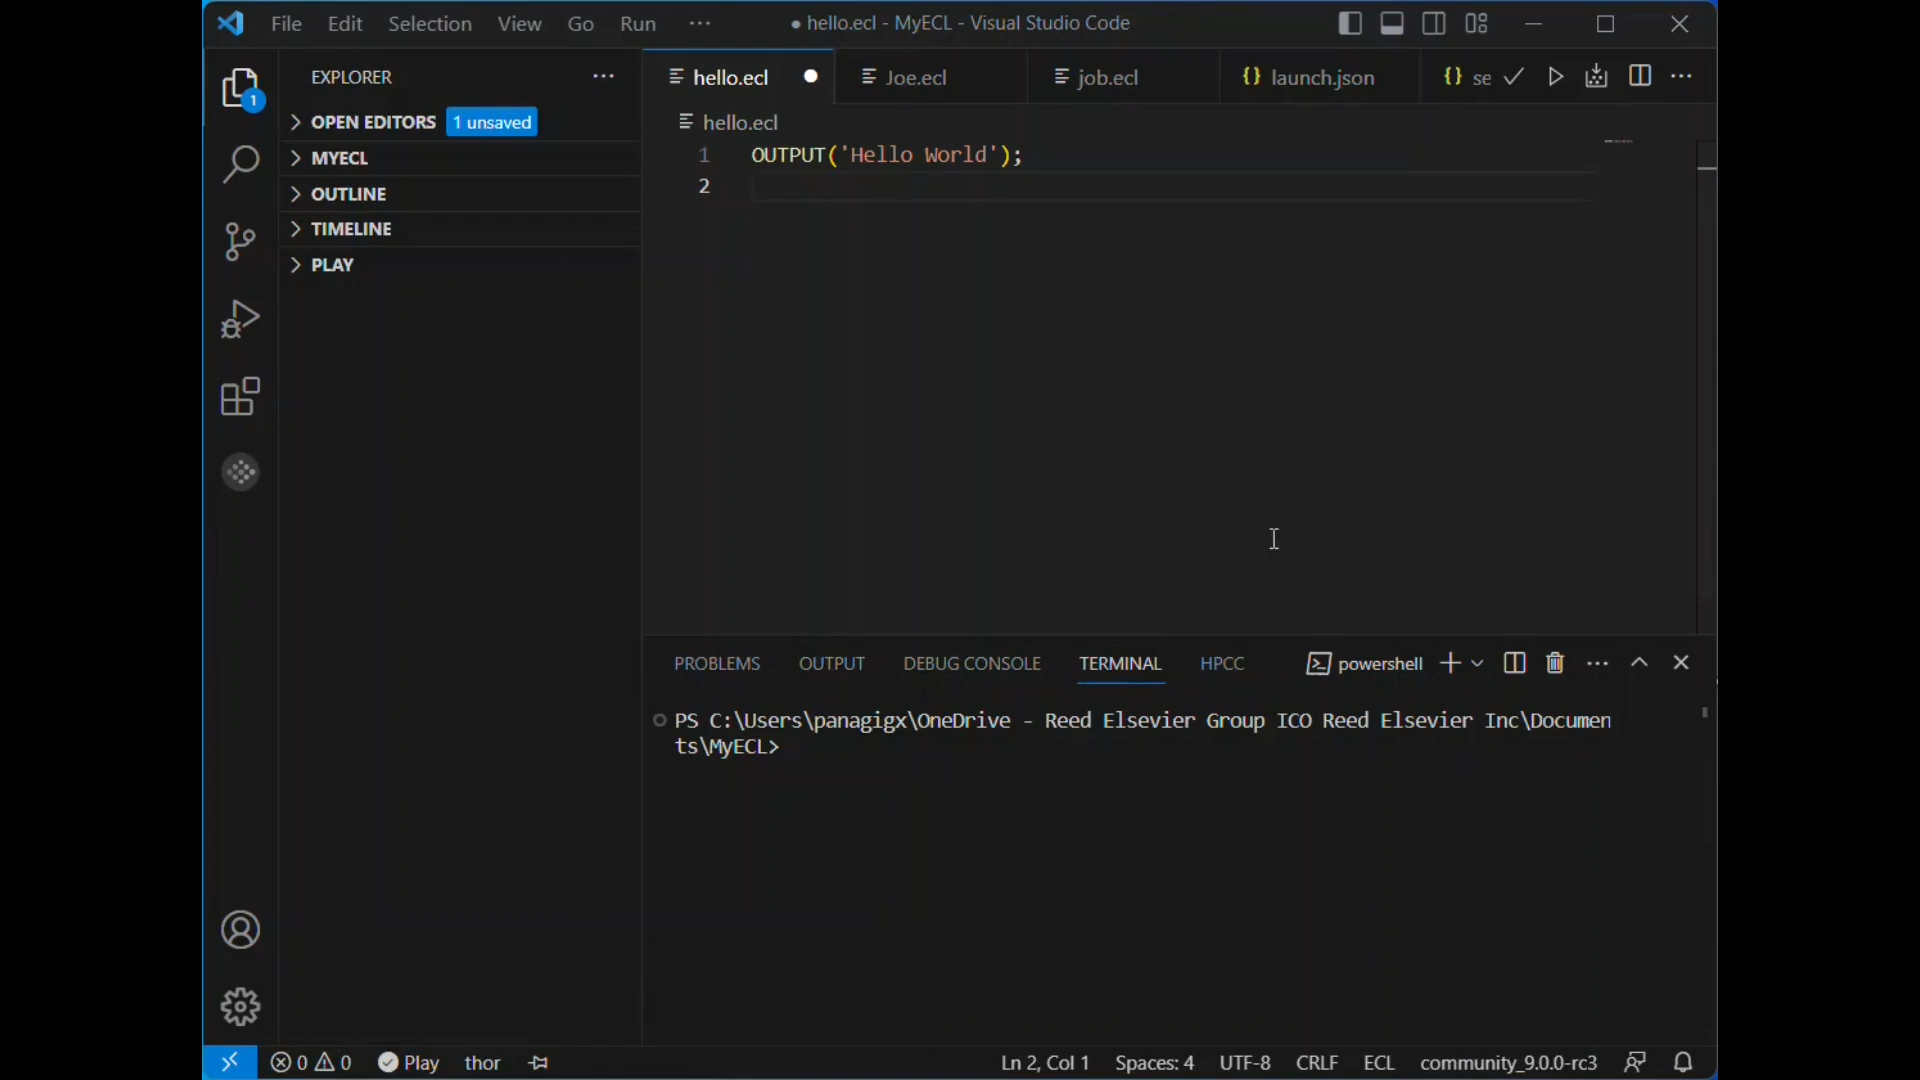 File Edit Selection View Go Run ··· ● hello.ecl - MyECL - Visual Studio Code
EXPLORER ···
hello.ecl ● Joe.ecl job.ecl {} launch.json {} se ···
1
OPEN EDITORS 1 unsaved
MYECL
OUTLINE
TIMELINE
PLAY
hello.ecl
1 OUTPUT('Hello World');
2
PROBLEMS OUTPUT DEBUG CONSOLE TERMINAL HPCC powershell ···
PS C:\Users\panagigx\OneDrive - Reed Elsevier Group ICO Reed Elsevier Inc\Documen
ts\MyECL>
0 0 Play thor Ln 2, Col 1 Spaces: 4 UTF-8 CRLF ECL community_9.0.0-rc3